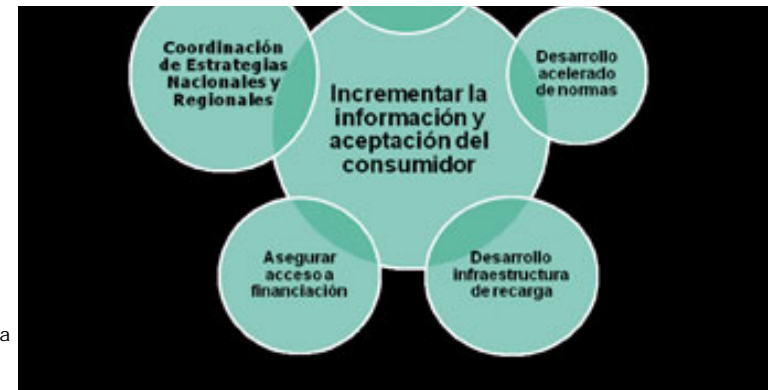 Coordinación
de Estrategias
Nacionales y
Regionales
Incrementar la
información y
aceptación del
consumidor
Desarrollo
acelerado
de normas
Asegurar
acceso a
financiación
Desarrollo
infraestructura
de recarga
a